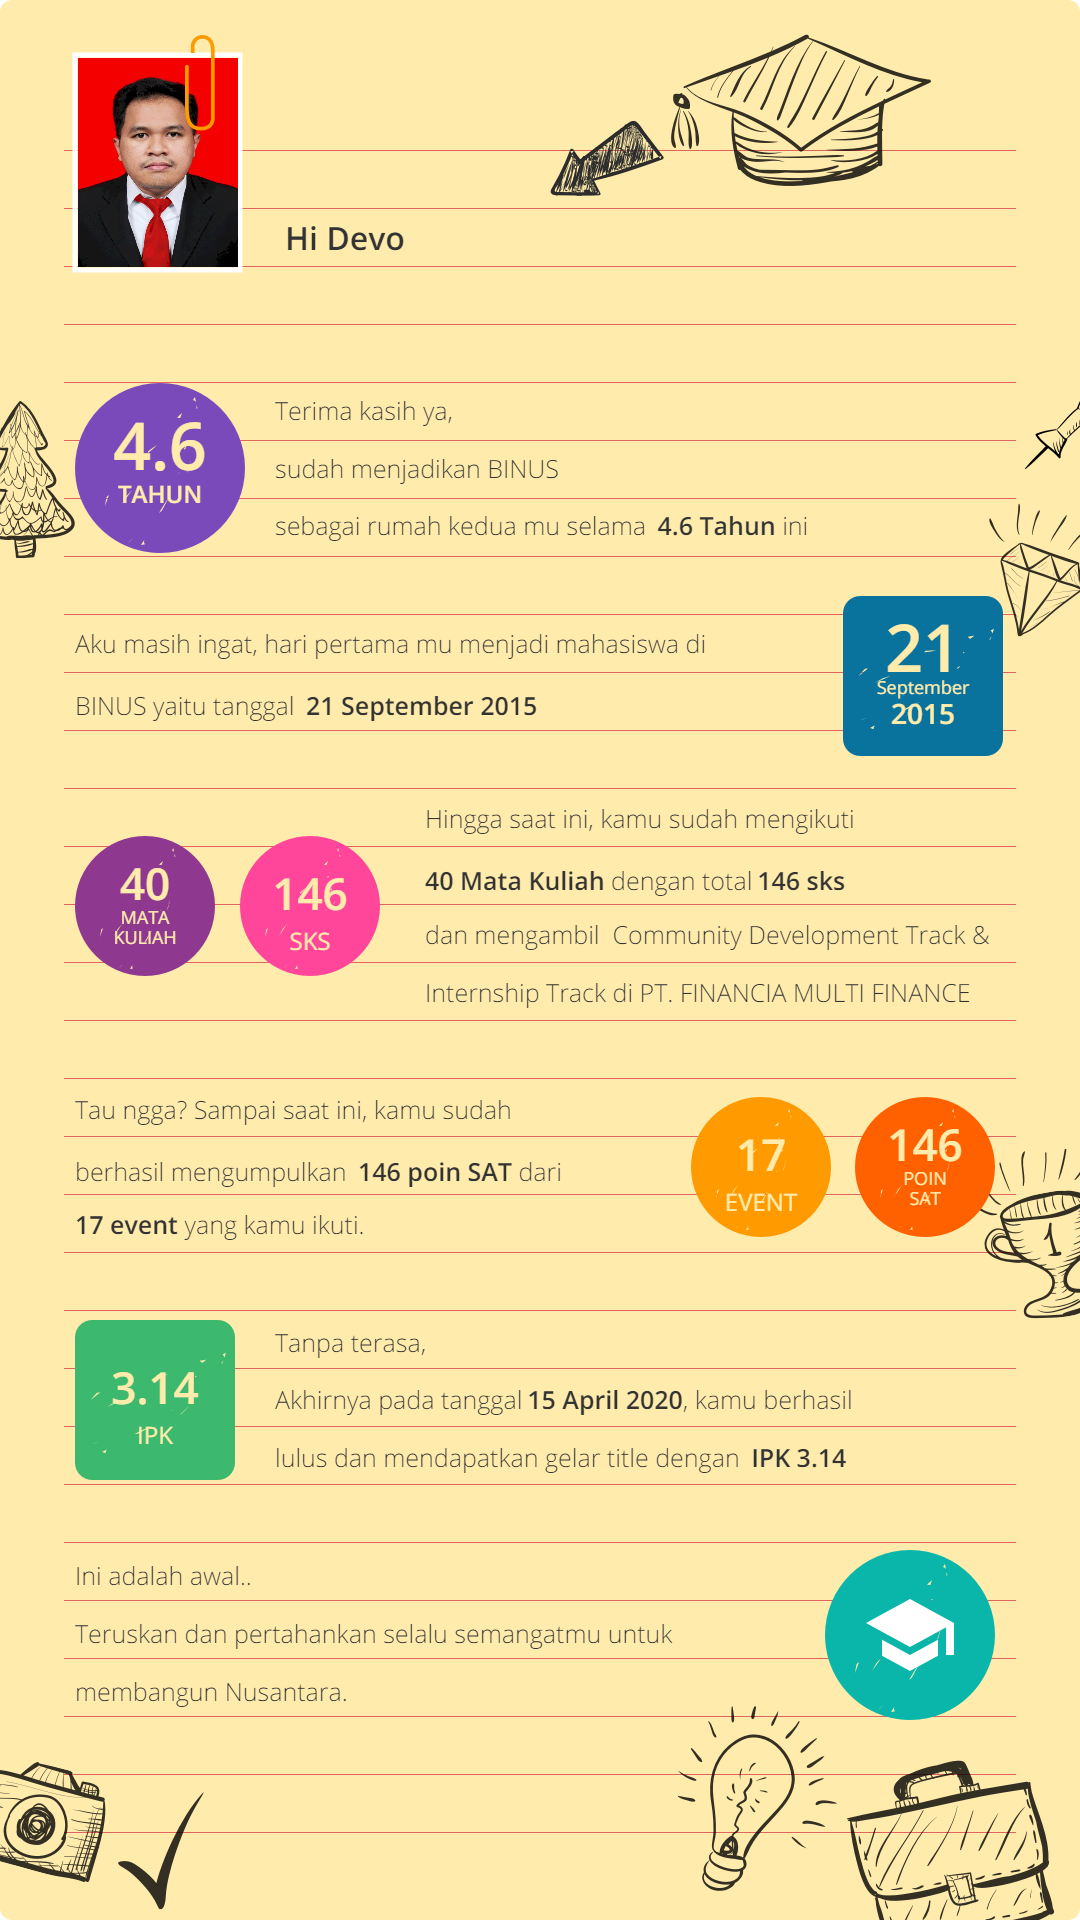 Hi Devo
4.6
TAHUN
Terima kasih ya,
sudah menjadikan BINUS
sebagai rumah kedua mu selama 4.6 Tahun ini
Aku masih ingat, hari pertama mu menjadi mahasiswa di
BINUS yaitu tanggal 21 September 2015
21
September
2015
40
MATA
KULIAH
146
SKS
Hingga saat ini, kamu sudah mengikuti
40 Mata Kuliah dengan total 146 sks
dan mengambil Community Development Track &
Internship Track di PT. FINANCIA MULTI FINANCE
Tau ngga? Sampai saat ini, kamu sudah
berhasil mengumpulkan 146 poin SAT dari
17 event yang kamu ikuti.
17
EVENT
146
POIN
SAT
1
3.14
IPK
Tanpa terasa,
Akhirnya pada tanggal 15 April 2020, kamu berhasil
lulus dan mendapatkan gelar title dengan IPK 3.14
Ini adalah awal..
Teruskan dan pertahankan selalu semangatmu untuk
membangun Nusantara.